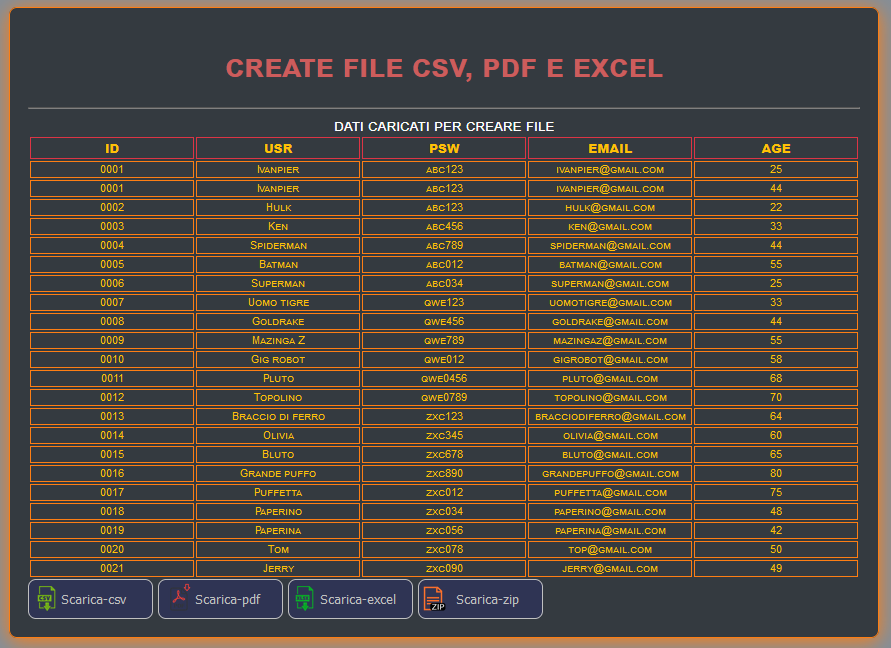 CREATE FILE CSV, PDF E EXCEL
DATI CARICATI PER CREARE FILE
ID USR PSW EMAIL AGE
0001 Ivanpier ABC123 IVANPIER@GMAIL.COM 25
0001 Ivanpier ABC123 IVANPIER@GMAIL.COM 44
0002 Hulk ABC123 HULK@GMAIL.COM 22
0003 Ken ABC456 KEN@GMAIL.COM 33
0004 Spiderman ABC789 SPIDERMAN@GMAIL.COM 44
0005 Batman ABC012 BATMAN@GMAIL.COM 55
0006 Superman ABC034 SUPERMAN@GMAIL.COM 25
0007 Uomo tigre QWE123 UOMOTIGRE@GMAIL.COM 33
0008 Goldrake QWE456 GOLDRAKE@GMAIL.COM 44
0009 Mazinga Z QWE789 MAZINGAZ@GMAIL.COM 55
0010 Gig robot QWE012 GIGROBOT@GMAIL.COM 58
0011 Pluto QWE0456 PLUTO@GMAIL.COM 68
0012 Topolino QWE0789 TOPOLINO@GMAIL.COM 70
0013 Braccio di ferro ZXC123 BRACCIODIFERRO@GMAIL.COM 64
0014 Olivia ZXC345 OLIVIA@GMAIL.COM 60
0015 Bluto ZXC678 BLUTO@GMAIL.COM 65
0016 Grande puffo ZXC890 GRANDEPUFFO@GMAIL.COM 80
0017 Puffetta ZXC012 PUFFETTA@GMAIL.COM 75
0018 Paperino ZXC034 PAPERINO@GMAIL.COM 48
0019 Paperina ZXC056 PAPERINA@GMAIL.COM 42
0020 Tom ZXC078 TOP@GMAIL.COM 50
0021 Jerry ZXC090 JERRY@GMAIL.COM 49
CSV Scarica-csv Scarica-pdf Scarica-excel ZIP Scarica-zip